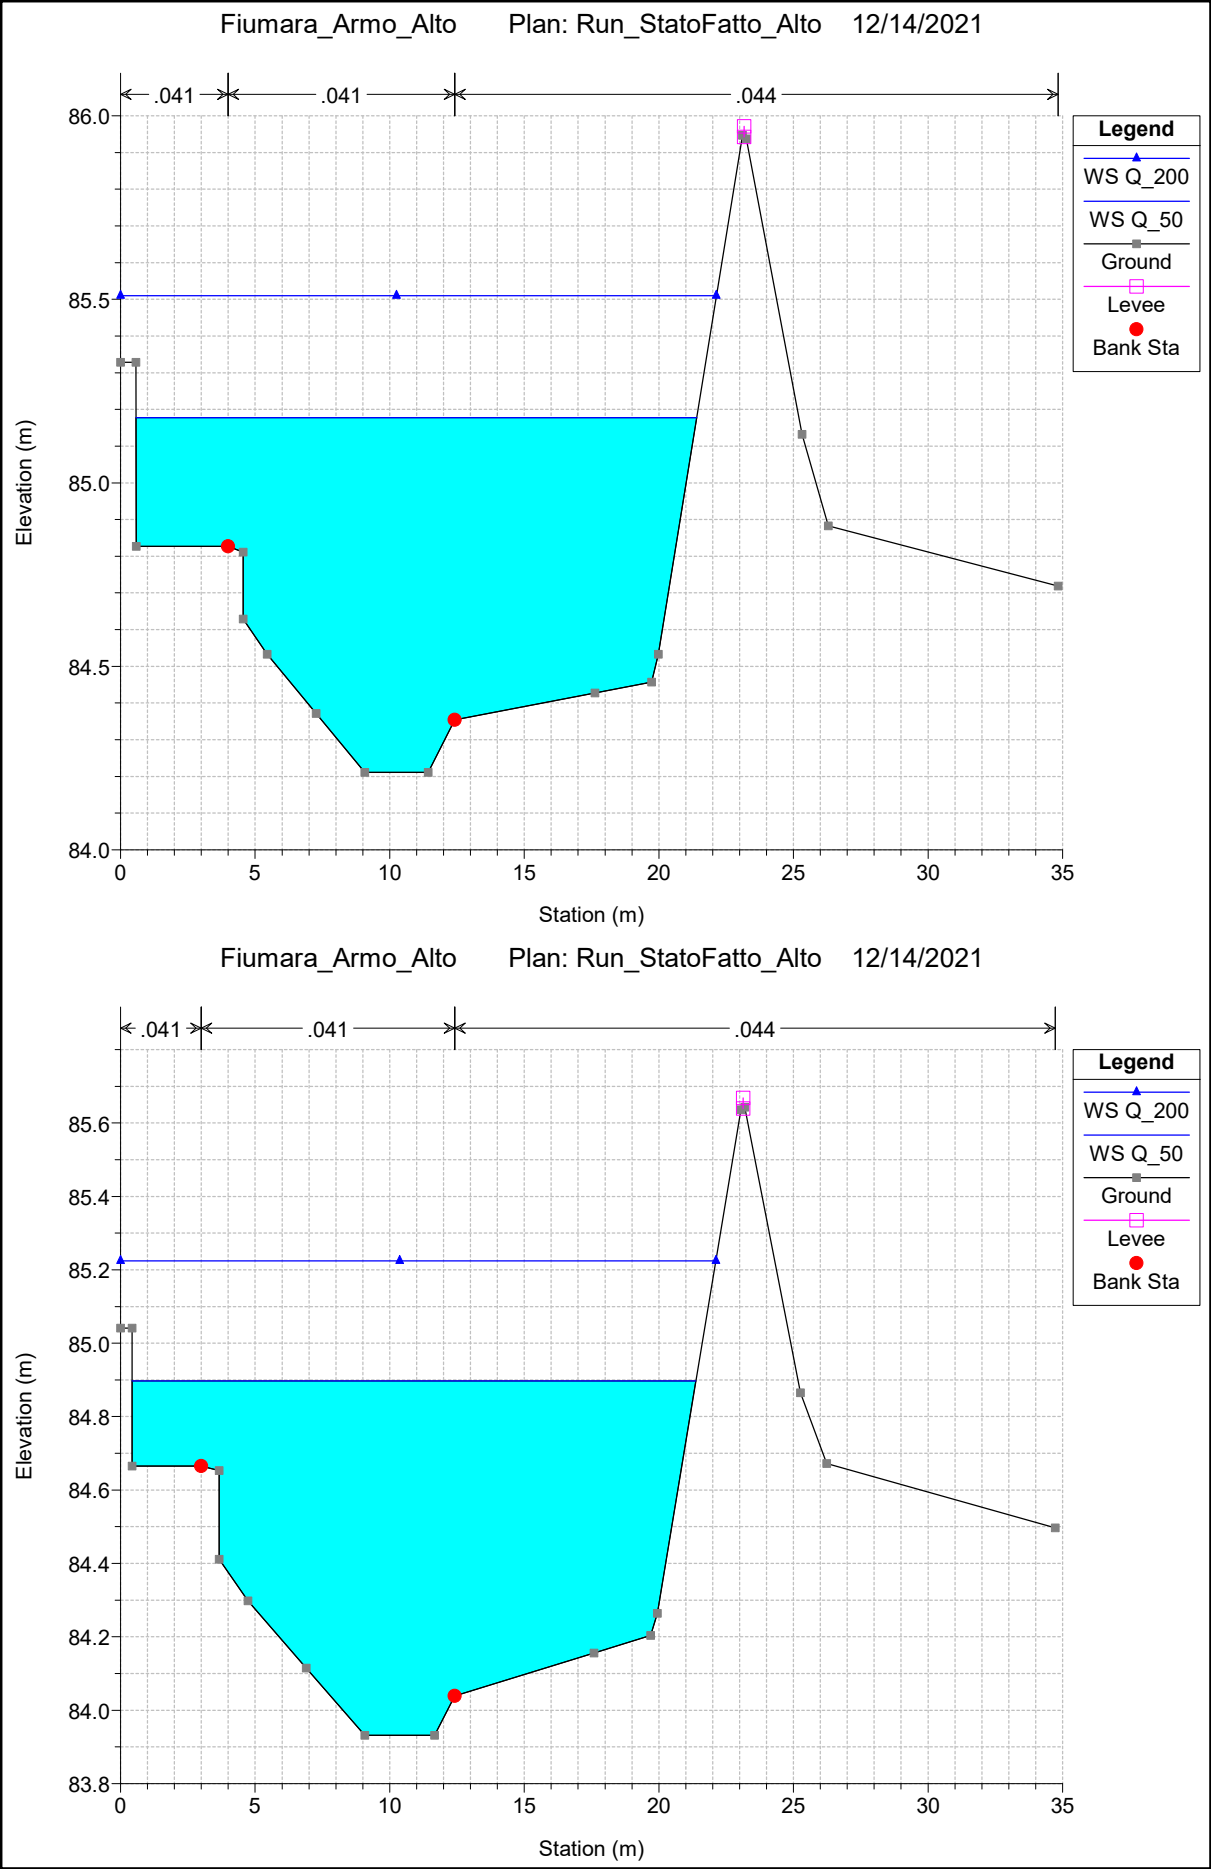 Fiumara_Armo_Alto Plan: Run_StatoFatto_Alto 12/14/2021
.041 .041 .044
86.0
85.5
85.0
84.5
84.0
Elevation (m)
0 5 10 15 20 25 30 35
Station (m)
Legend
WS Q_200
WS Q_50
Ground
Levee
Bank Sta
Fiumara_Armo_Alto Plan: Run_StatoFatto_Alto 12/14/2021
.041 .041 .044
85.6
85.4
85.2
85.0
84.8
84.6
84.4
84.2
84.0
83.8
Elevation (m)
0 5 10 15 20 25 30 35
Station (m)
Legend
WS Q_200
WS Q_50
Ground
Levee
Bank Sta